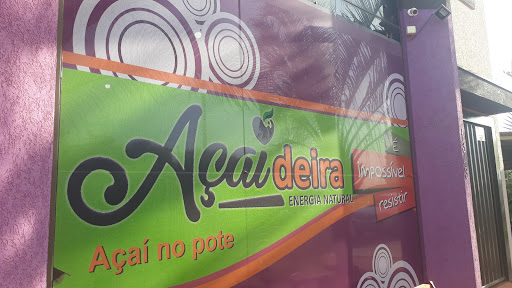 Açaídeira
ENERGIA NATURAL
Açaí no pote
É
impossível
resistir